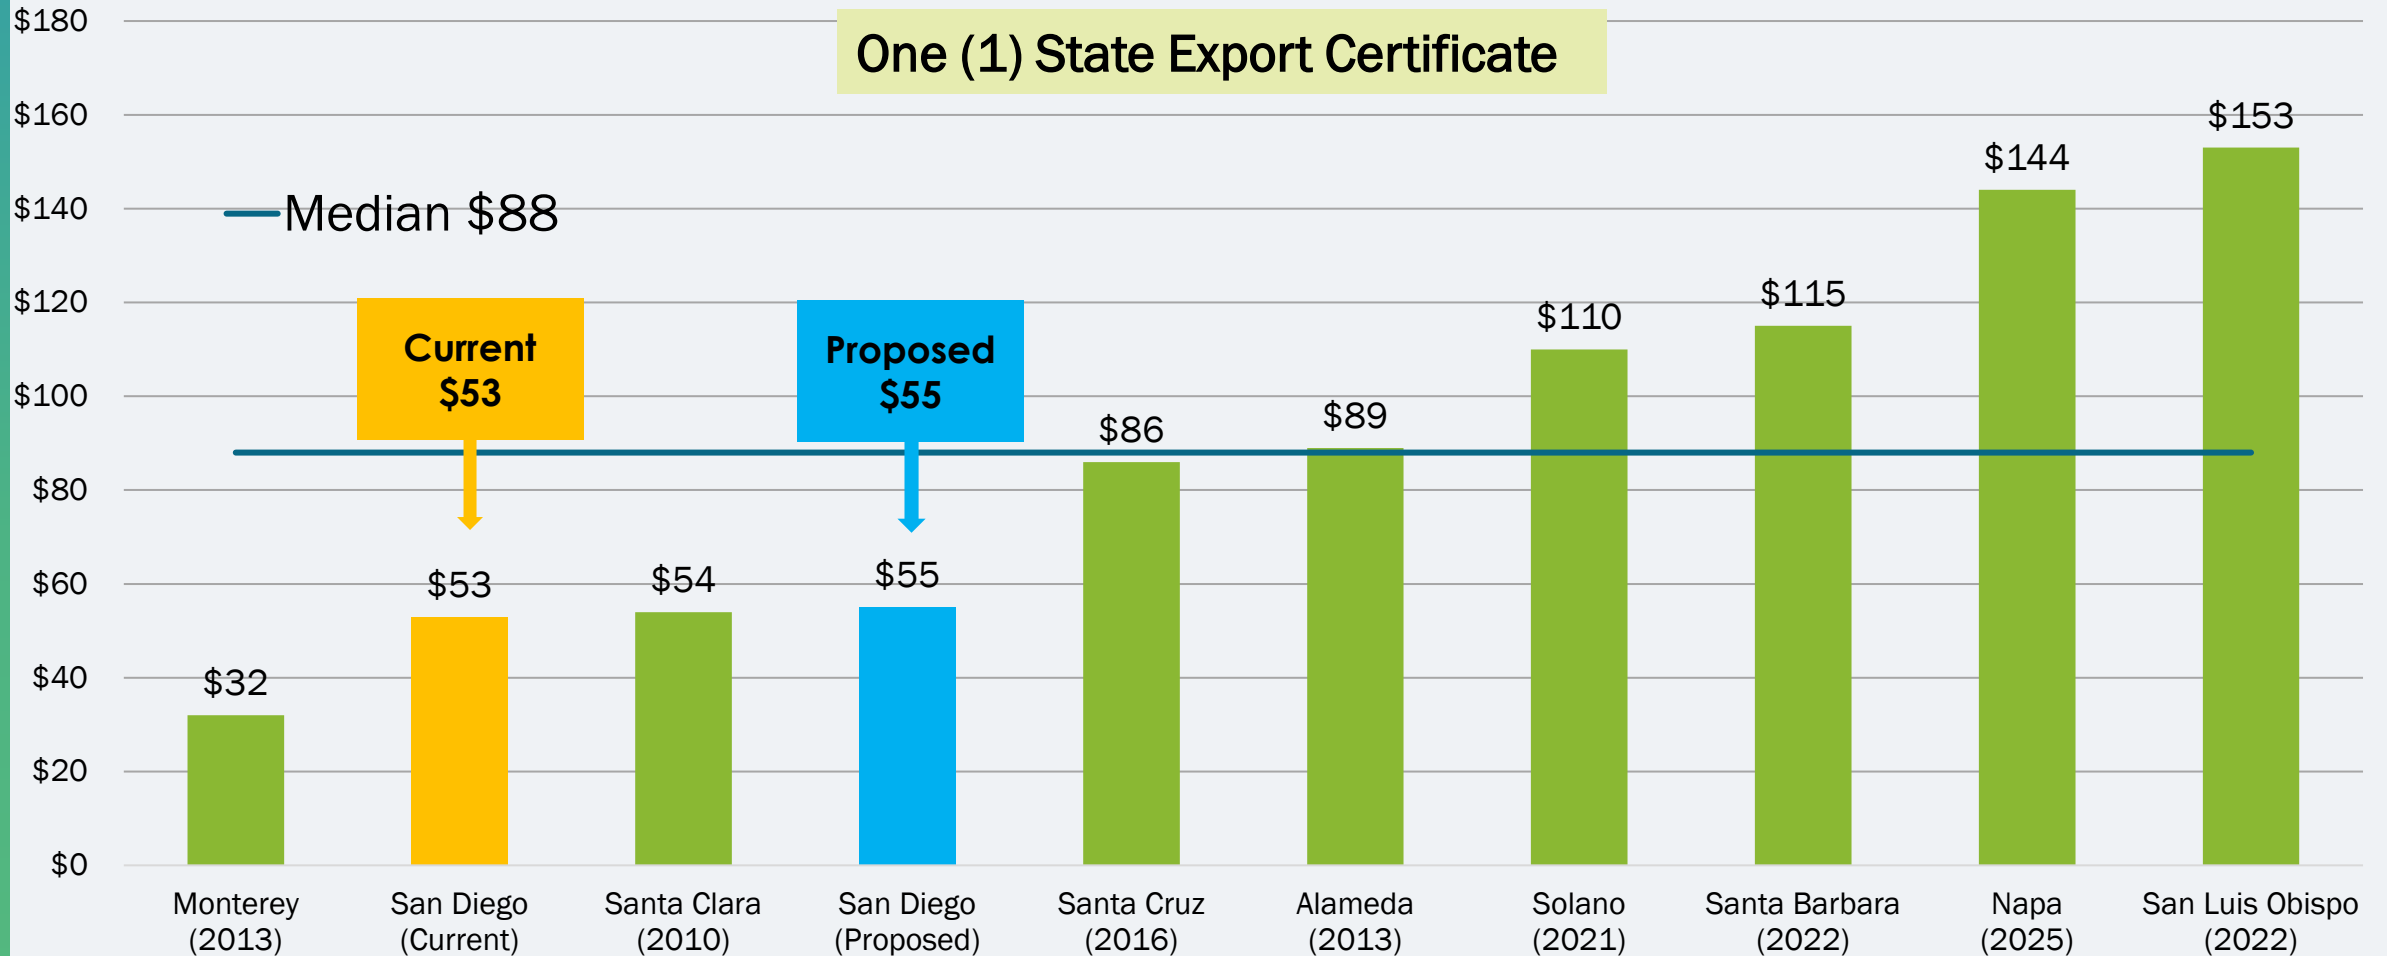 One (1) State Export Certificate
$180
$160
$140
$120
$100
$80
$60
$40
$20
$0
Median $88
Current
$53
Proposed
$55
$32
$53
$54
$55
$86
$89
$110
$115
$144
$153
Monterey
(2013)
San Diego
(Current)
Santa Clara
(2010)
San Diego
(Proposed)
Santa Cruz
(2016)
Alameda
(2013)
Solano
(2021)
Santa Barbara
(2022)
Napa
(2025)
San Luis Obispo
(2022)